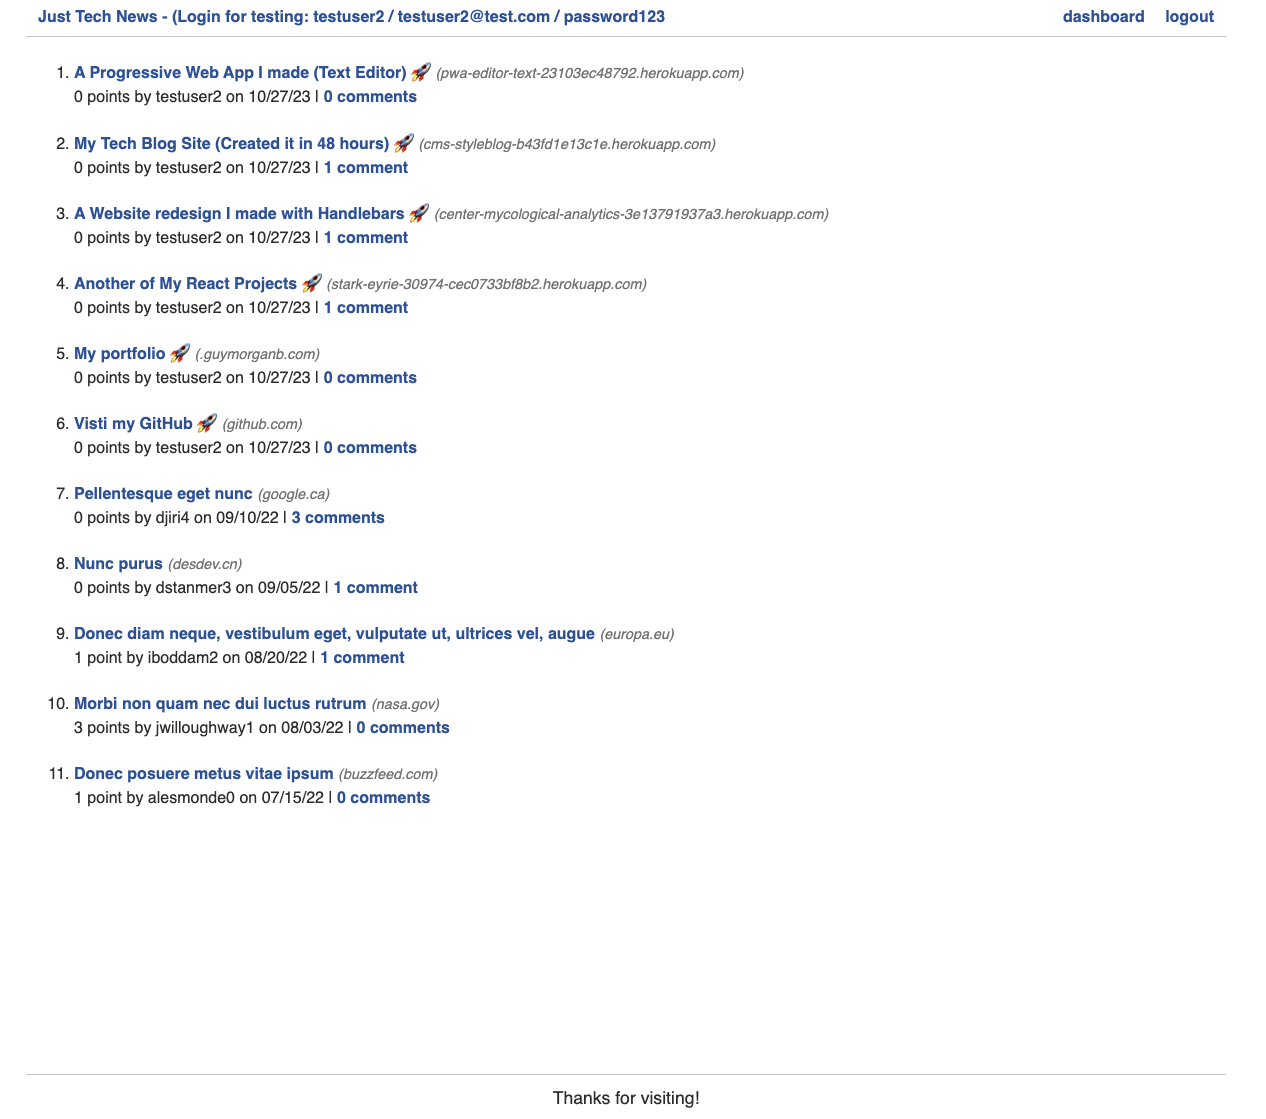 Just Tech News - (Login for testing: testuser2 / testuser2@test.com / password123
dashboard logout
1. A Progressive Web App I made (Text Editor) 🚀 (pwa-editor-text-23103ec48792.herokuapp.com)
0 points by testuser2 on 10/27/23 | 0 comments
2. My Tech Blog Site (Created it in 48 hours) 🚀 (cms-styleblog-b43fd1e13c1e.herokuapp.com)
0 points by testuser2 on 10/27/23 | 1 comment
3. A Website redesign I made with Handlebars 🚀 (center-mycological-analytics-3e13791937a3.herokuapp.com)
0 points by testuser2 on 10/27/23 | 1 comment
4. Another of My React Projects 🚀 (stark-eyrie-30974-cec0733bf8b2.herokuapp.com)
0 points by testuser2 on 10/27/23 | 1 comment
5. My portfolio 🚀 (.guymorganb.com)
0 points by testuser2 on 10/27/23 | 0 comments
6. Visti my GitHub 🚀 (github.com)
0 points by testuser2 on 10/27/23 | 0 comments
7. Pellentesque eget nunc (google.ca)
0 points by djiri4 on 09/10/22 | 3 comments
8. Nunc purus (desdev.cn)
0 points by dstanmer3 on 09/05/22 | 1 comment
9. Donec diam neque, vestibulum eget, vulputate ut, ultrices vel, augue (europa.eu)
1 point by iboddam2 on 08/20/22 | 1 comment
10. Morbi non quam nec dui luctus rutrum (nasa.gov)
3 points by jwilloughway1 on 08/03/22 | 0 comments
11. Donec posuere metus vitae ipsum (buzzfeed.com)
1 point by alesmonde0 on 07/15/22 | 0 comments
Thanks for visiting!